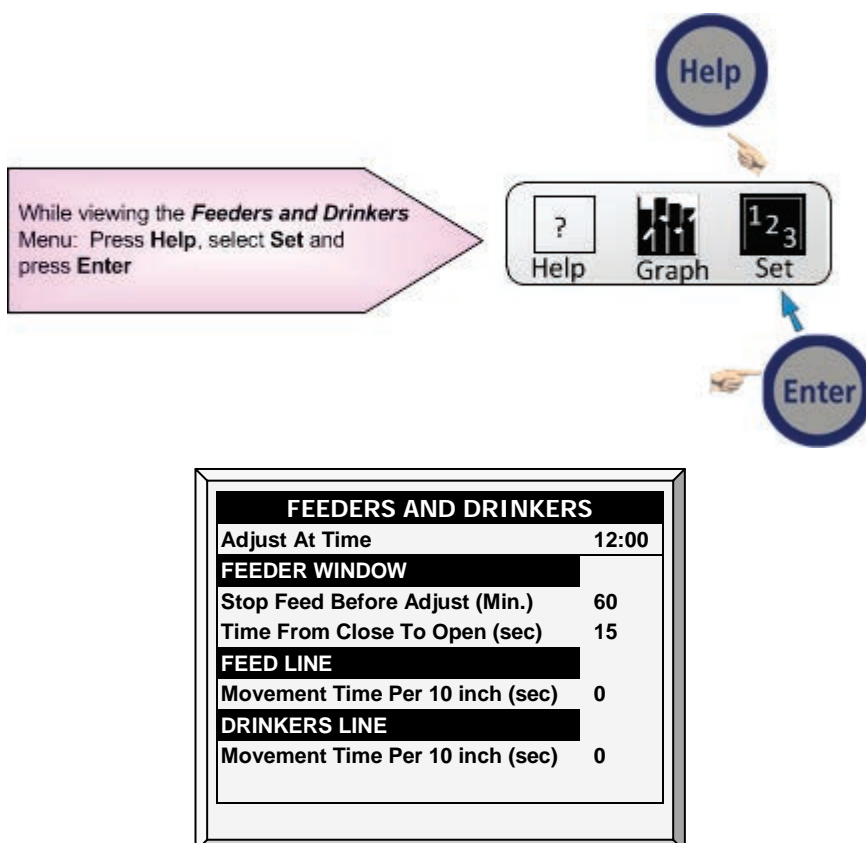 Help
While viewing the Feeders and Drinkers
Menu: Press Help, select Set and
press Enter
?
Help
Graph
1 2 3
Set
Enter
FEEDERS AND DRINKERS
Adjust At Time 12:00
FEEDER WINDOW
Stop Feed Before Adjust (Min.) 60
Time From Close To Open (sec) 15
FEED LINE
Movement Time Per 10 inch (sec) 0
DRINKERS LINE
Movement Time Per 10 inch (sec) 0